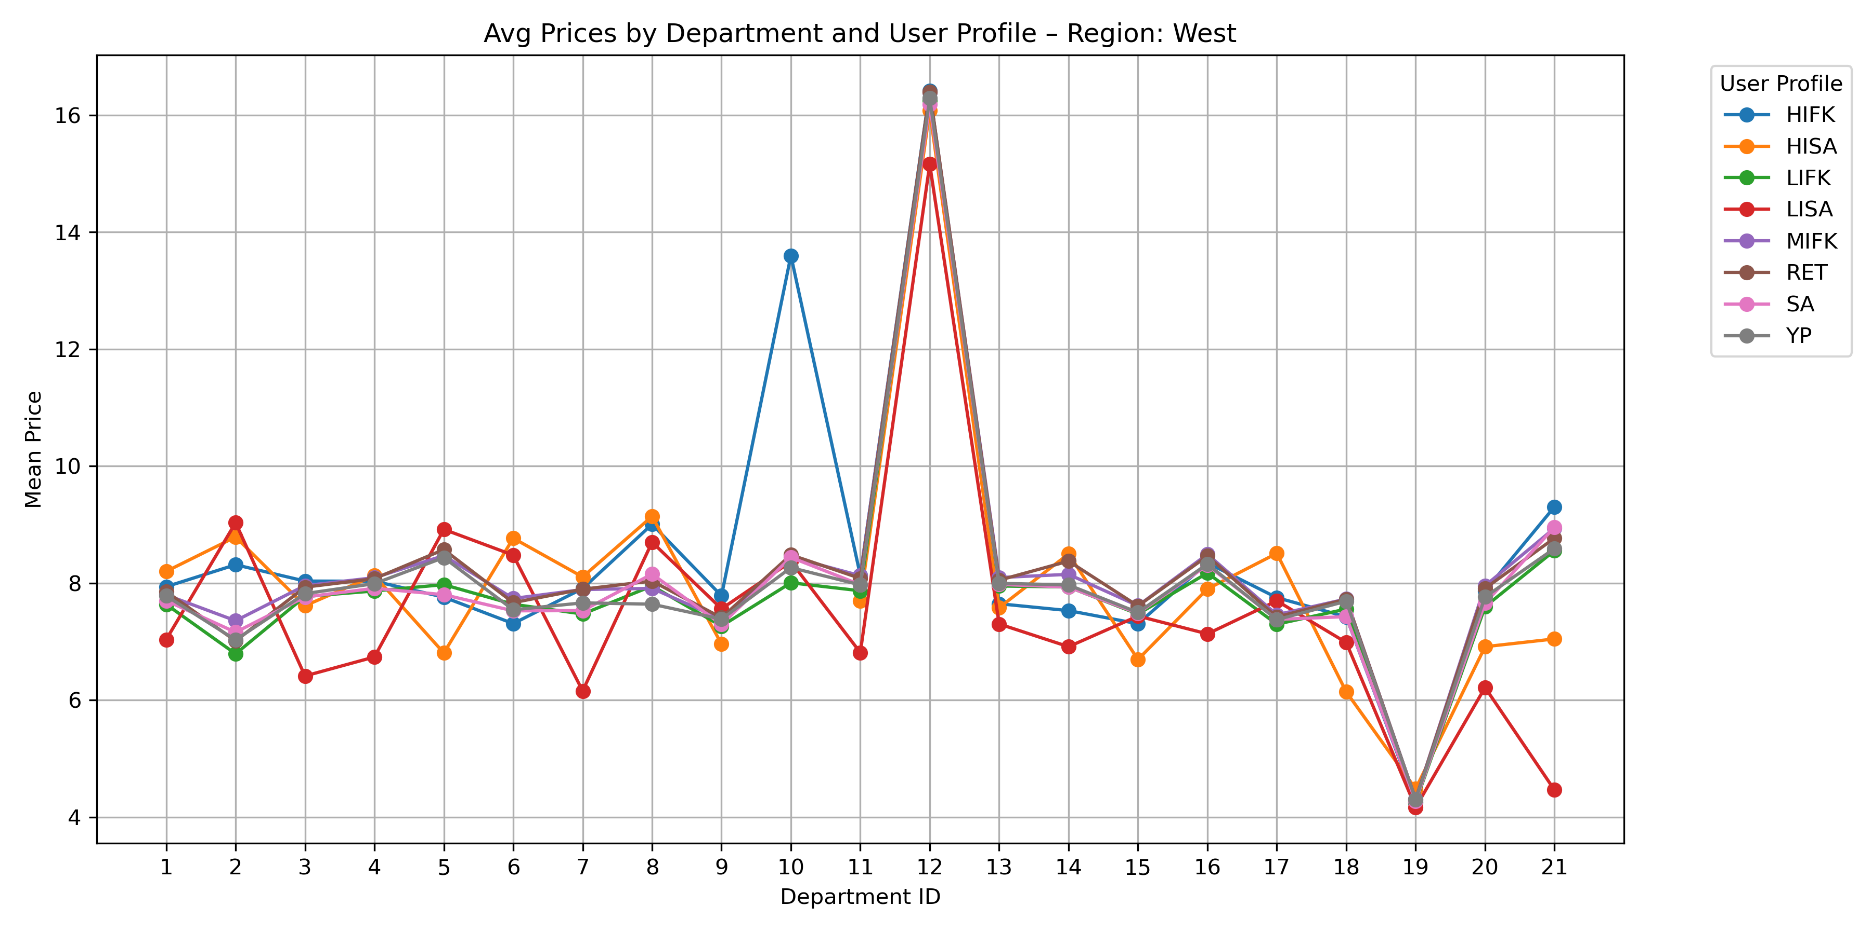 Avg Prices by Department and User Profile – Region: West
User Profile
HIFK
HISA
LIFK
LISA
MIFK
RET
SA
YP
Mean Price
16
14
12
10
8
6
4
1 2 3 4 5 6 7 8 9 10 11 12 13 14 15 16 17 18 19 20 21
Department ID